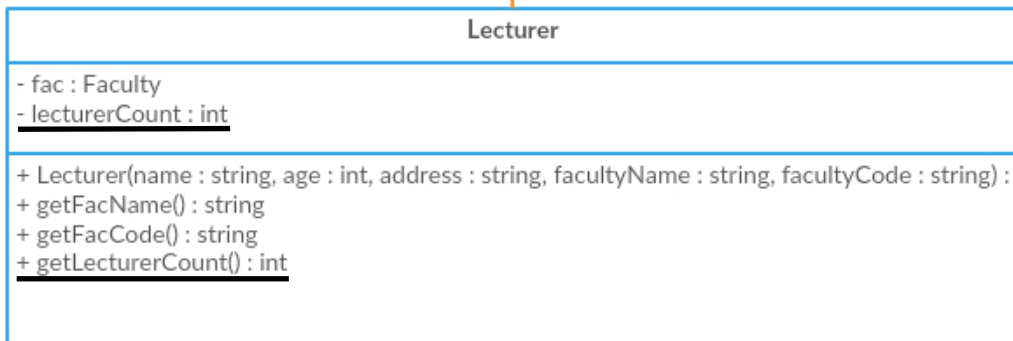 Lecturer
- fac : Faculty
- lecturerCount : int
+ Lecturer(name : string, age : int, address : string, facultyName : string, facultyCode : string) :
+ getFacName() : string
+ getFacCode() : string
+ getLecturerCount() : int